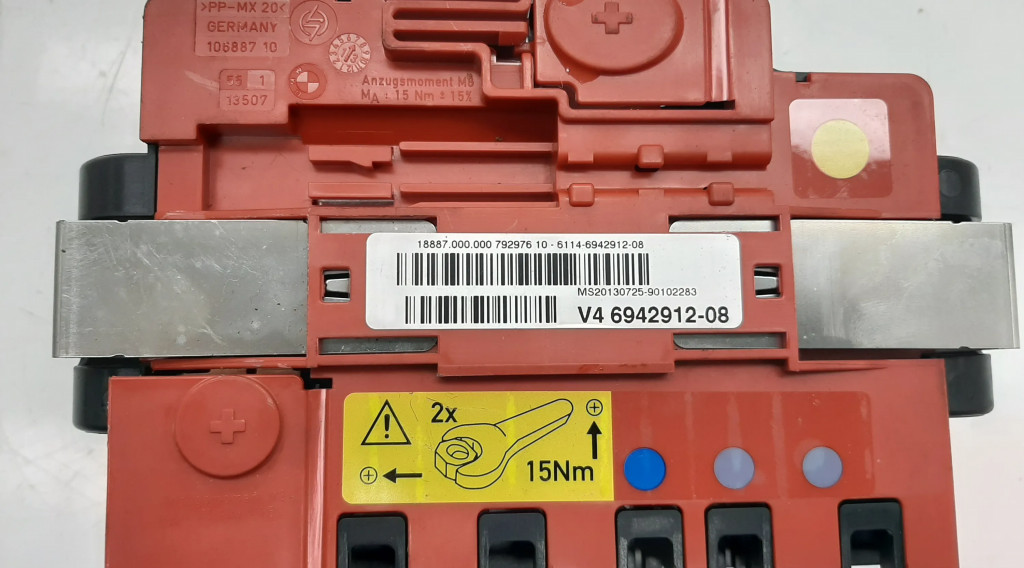 >PP-MX 20<
GERMANY
106887 10
55 1
13507
Anzugsmoment M8
MA = 15 Nm ± 15%
18887.000.000 792976 10 - 6114-6942912-08
MS20130725-90102283
V4 6942912-08
2x
15Nm